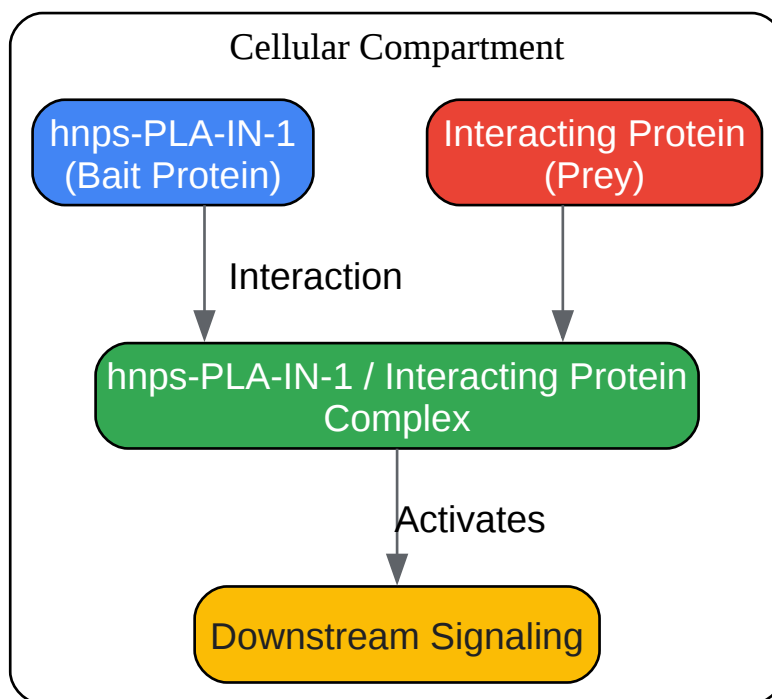 Cellular Compartment
hnps-PLA-IN-1
(Bait Protein)
Interacting Protein
(Prey)
Interaction
hnps-PLA-IN-1 / Interacting Protein
Complex
Activates
Downstream Signaling